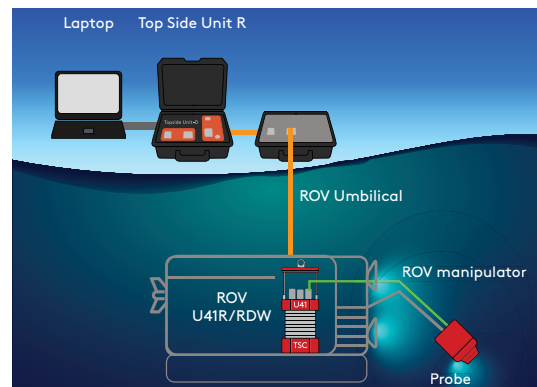 Laptop
Top Side Unit R
Topside Unit-D
ROV Umbilical
ROV manipulator
ROV
U41R/RDW
U41
TSC
Probe